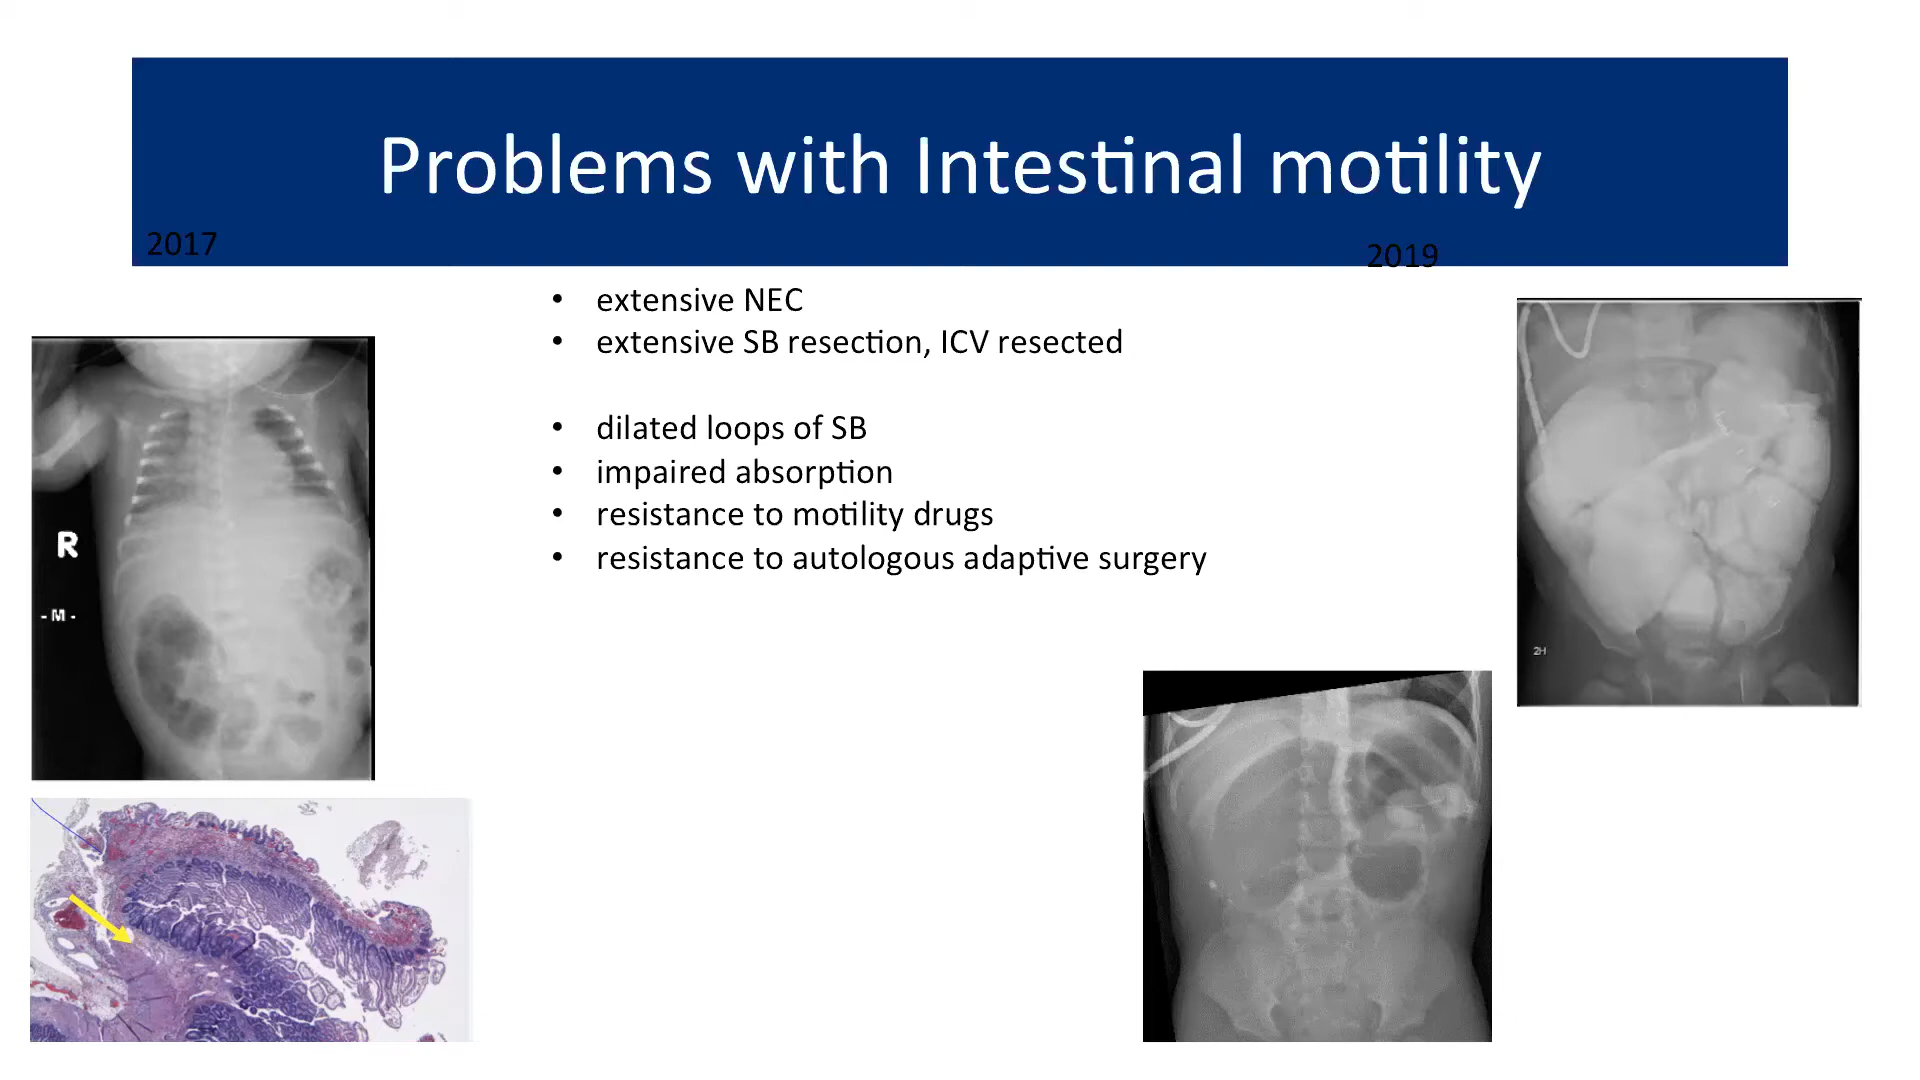 Problems with Intestinal motility
2017
2019
• extensive NEC
• extensive SB resection, ICV resected
• dilated loops of SB
• impaired absorption
• resistance to motility drugs
• resistance to autologous adaptive surgery
R
- M -
2H